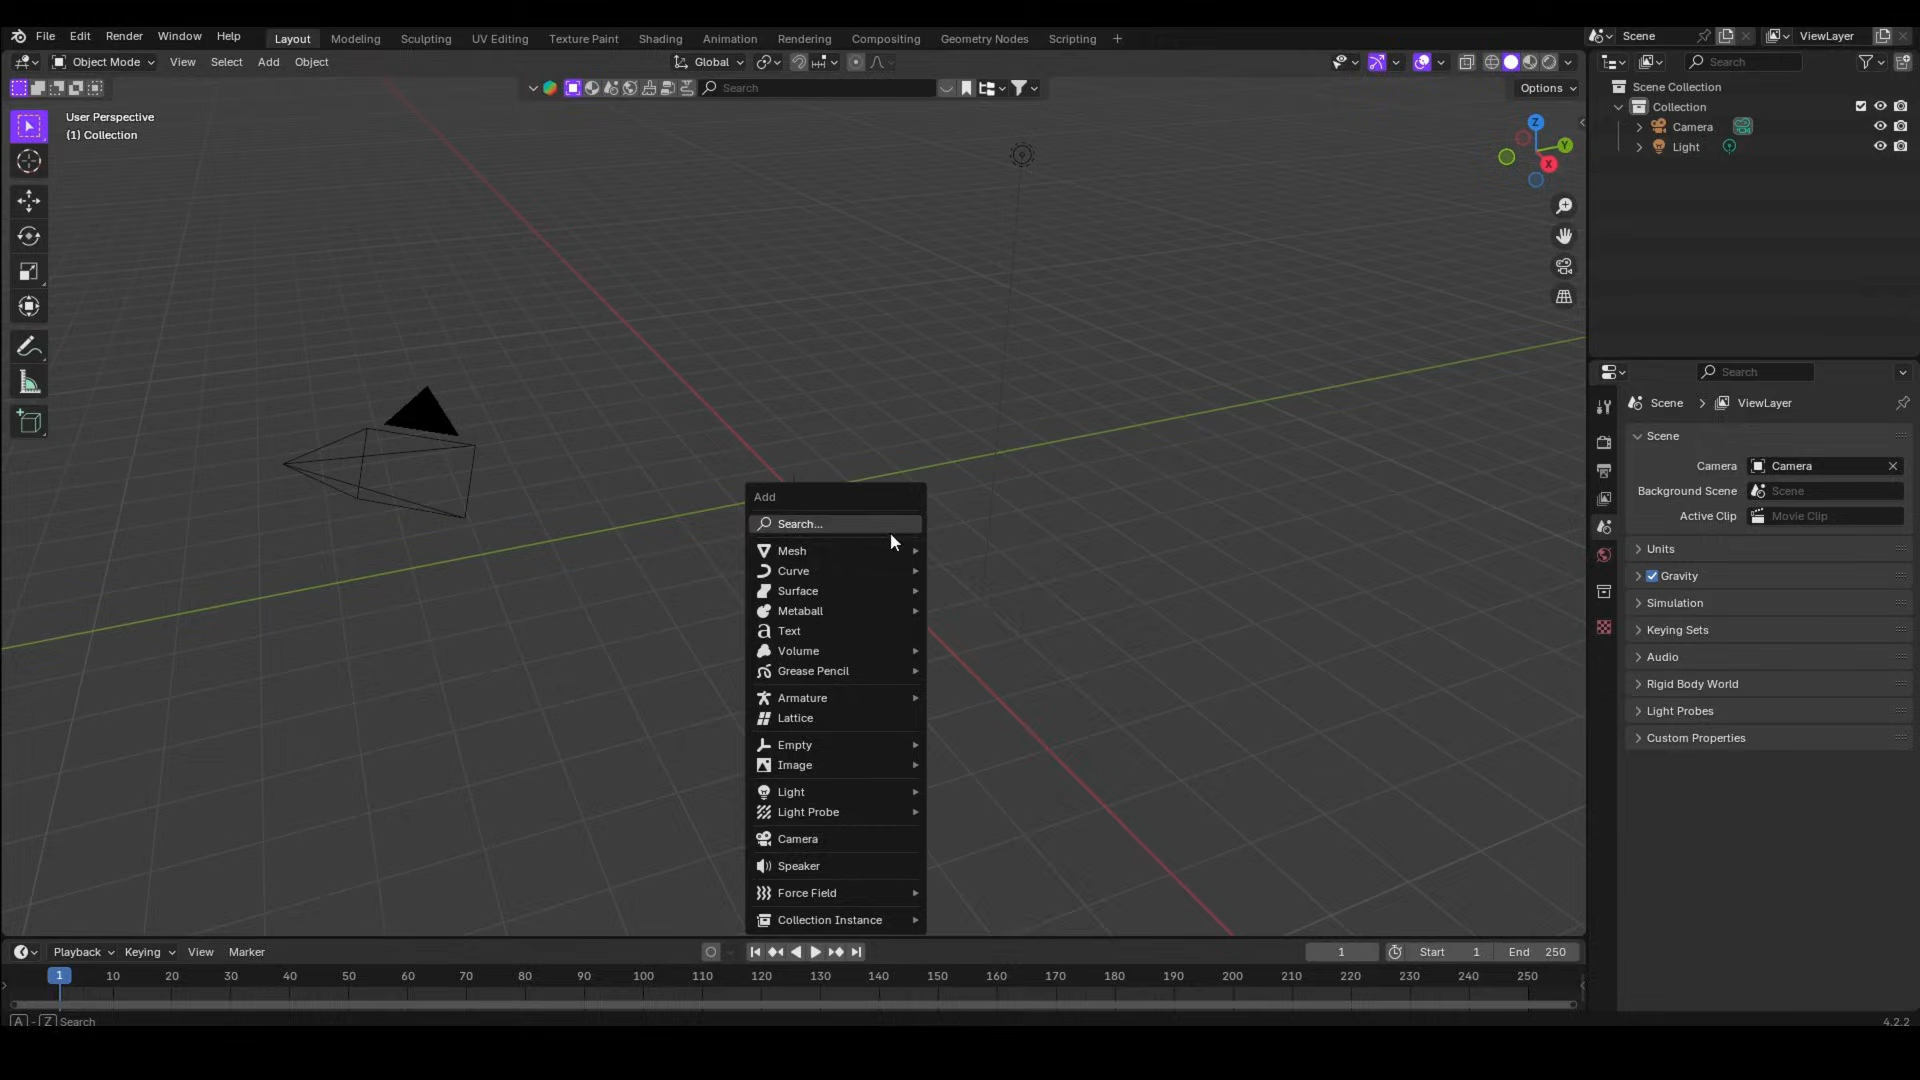 File Edit Render Window Help Layout Modeling Sculpting UV Editing Texture Paint Shading Animation Rendering Compositing Geometry Nodes Scripting + Scene ViewLayer
Object Mode View Select Add Object Global Search
Search Options
User Perspective
(1) Collection
Z
Y
X
Scene Collection
Collection
Camera
Light
Search
Scene > ViewLayer
Scene
Camera Camera
Background Scene Scene
Active Clip Movie Clip
Units
Gravity
Simulation
Keying Sets
Audio
Rigid Body World
Light Probes
Custom Properties
Add
Search...
Mesh
Curve
Surface
Metaball
Text
Volume
Grease Pencil
Armature
Lattice
Empty
Image
Light
Light Probe
Camera
Speaker
Force Field
Collection Instance
Playback Keying View Marker 1 Start 1 End 250
1 10 20 30 40 50 60 70 80 90 100 110 120 130 140 150 160 170 180 190 200 210 220 230 240 250
A - Z Search 4.2.2